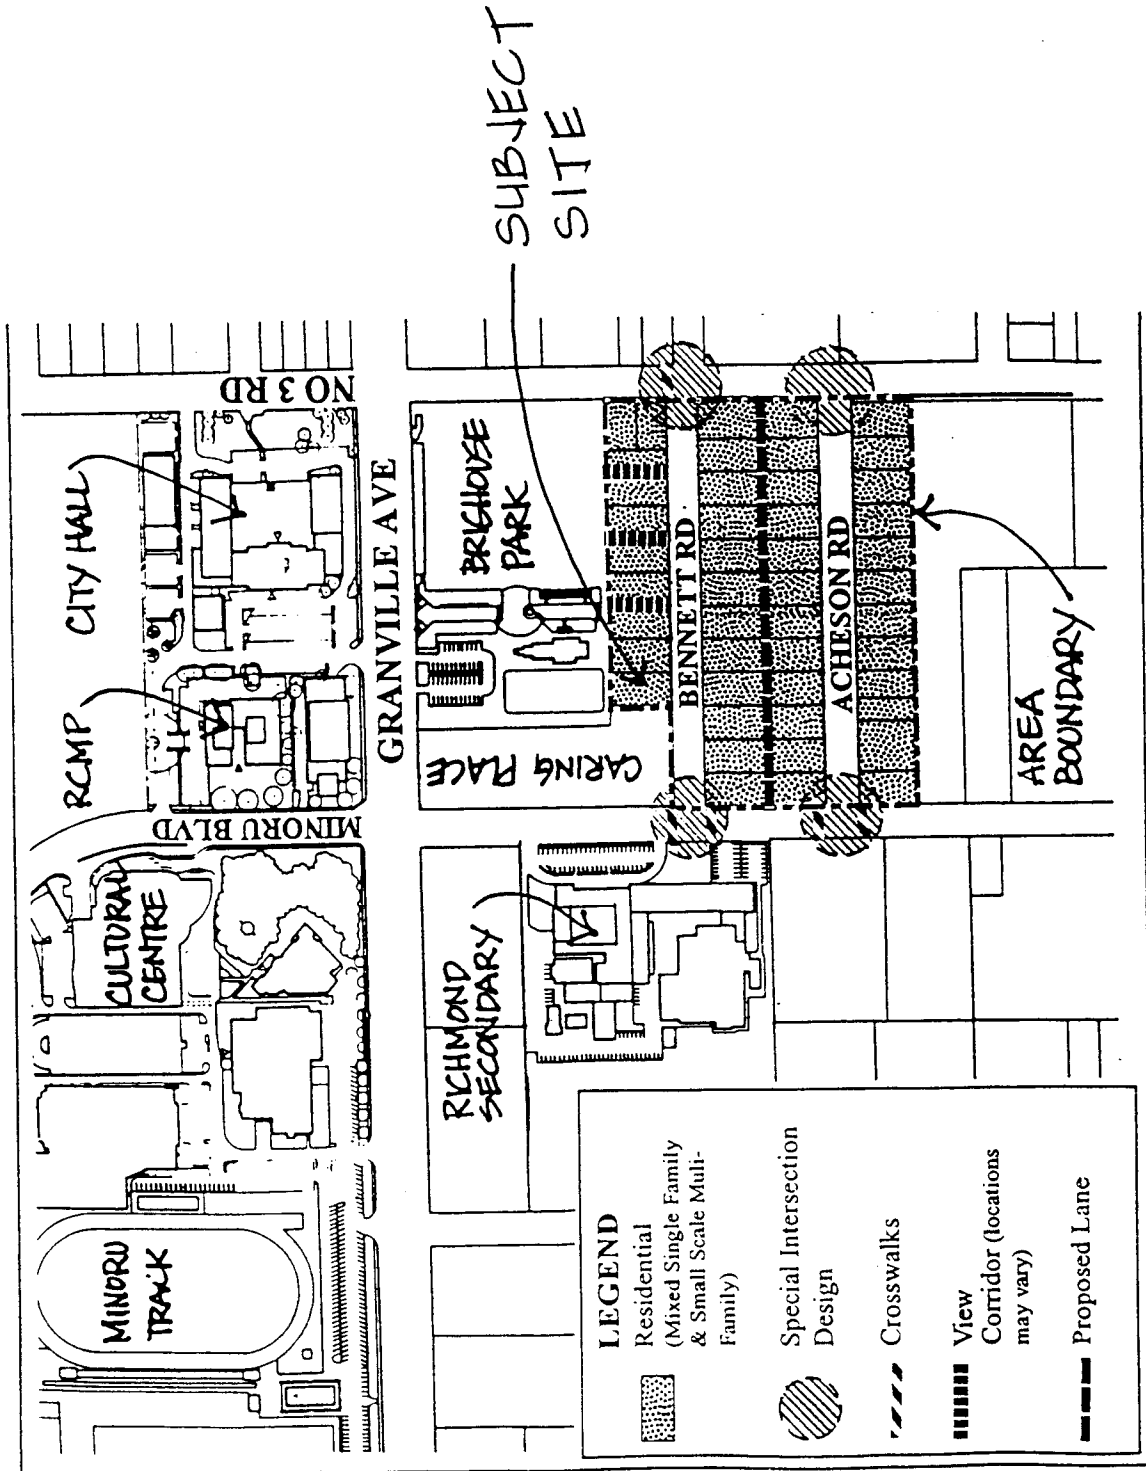 SUBJECT
SITE
NO 3 RD
CITY HALL
RCMP
MINORU BLVD
GRANVILLE AVE
BRIGHOUSE
PARK
BENNETT RD
ACHESON RD
CARING PLACE
AREA
BOUNDARY
CULTURAL
CENTRE
RICHMOND
SECONDARY
MINORU
TRACK
LEGEND
Residential
(Mixed Single Family
& Small Scale Muli-
Family)
Special Intersection
Design
Crosswalks
View
Corridor (locations
may vary)
Proposed Lane